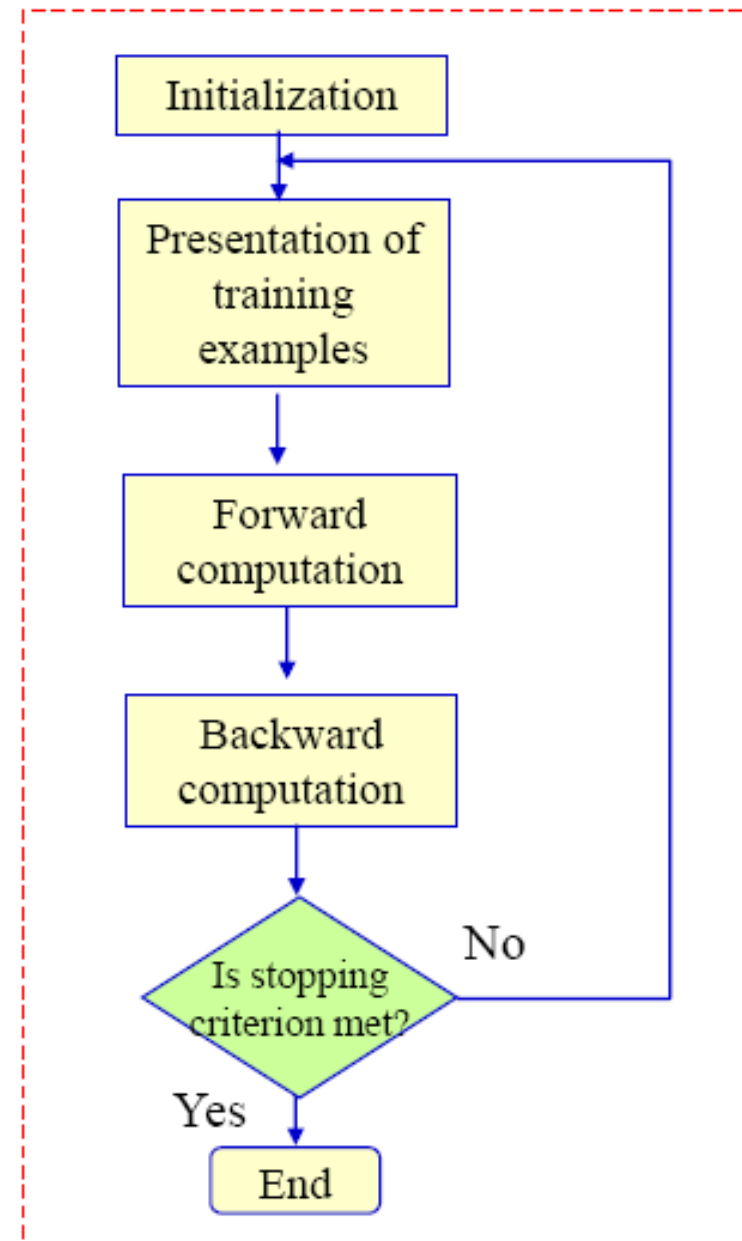 Initialization
Presentation of
training
examples
Forward
computation
Backward
computation
Is stopping
criterion met?
No
Yes
End